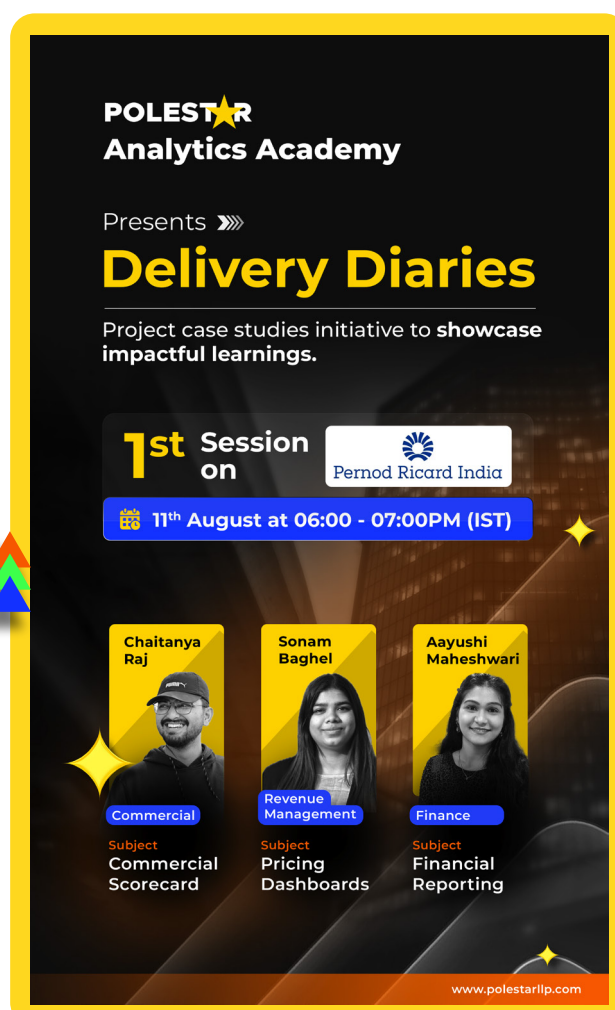 POLESTAR
Analytics Academy
Presents
Delivery Diaries
Project case studies initiative to showcase
impactful learnings.
1st Session
on
Pernod Ricard India
11th August at 06:00 - 07:00PM (IST)
Chaitanya
Raj
Commercial
Subject
Commercial
Scorecard
Sonam
Baghel
Revenue
Management
Subject
Pricing
Dashboards
Aayushi
Maheshwari
Finance
Subject
Financial
Reporting
www.polestarllp.com